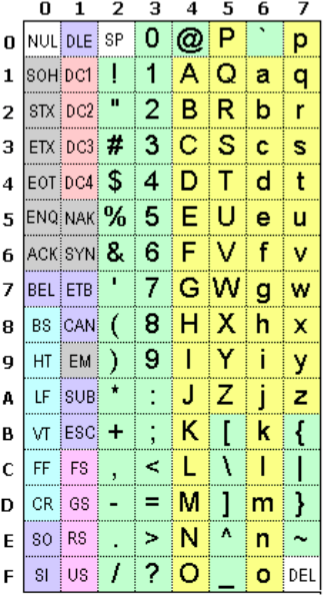 0 1 2 3 4 5 6 7
0 NUL DLE SP 0 @ P ` p
1 SOH DC1 ! 1 A Q a q
2 STX DC2 " 2 B R b r
3 ETX DC3 # 3 C S c s
4 EOT DC4 $ 4 D T d t
5 ENQ NAK % 5 E U e u
6 ACK SYN & 6 F V f v
7 BEL ETB ' 7 G W g w
8 BS CAN ( 8 H X h x
9 HT EM ) 9 I Y i y
A LF SUB * : J Z j z
B VT ESC + ; K [ k {
C FF FS , < L \ l |
D CR GS - = M ] m }
E SO RS . > N ^ n ~
F SI US / ? O _ o DEL